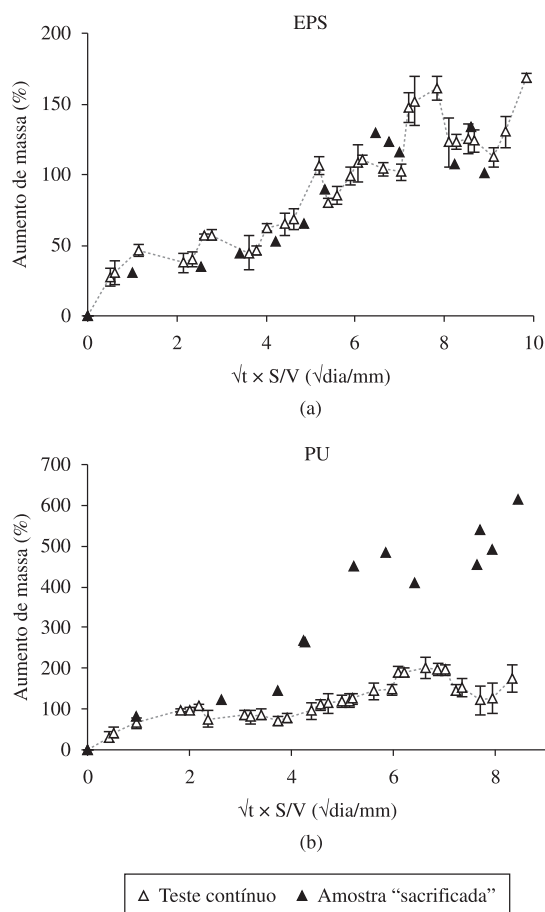 EPS
200
150
100
50
0
Aumento de massa (%)
0 2 4 6 8 10
√t × S/V (√dia/mm)
(a)
PU
700
600
500
400
300
200
100
0
Aumento de massa (%)
0 2 4 6 8
√t × S/V (√dia/mm)
(b)
Teste contínuo Amostra “sacrificada”